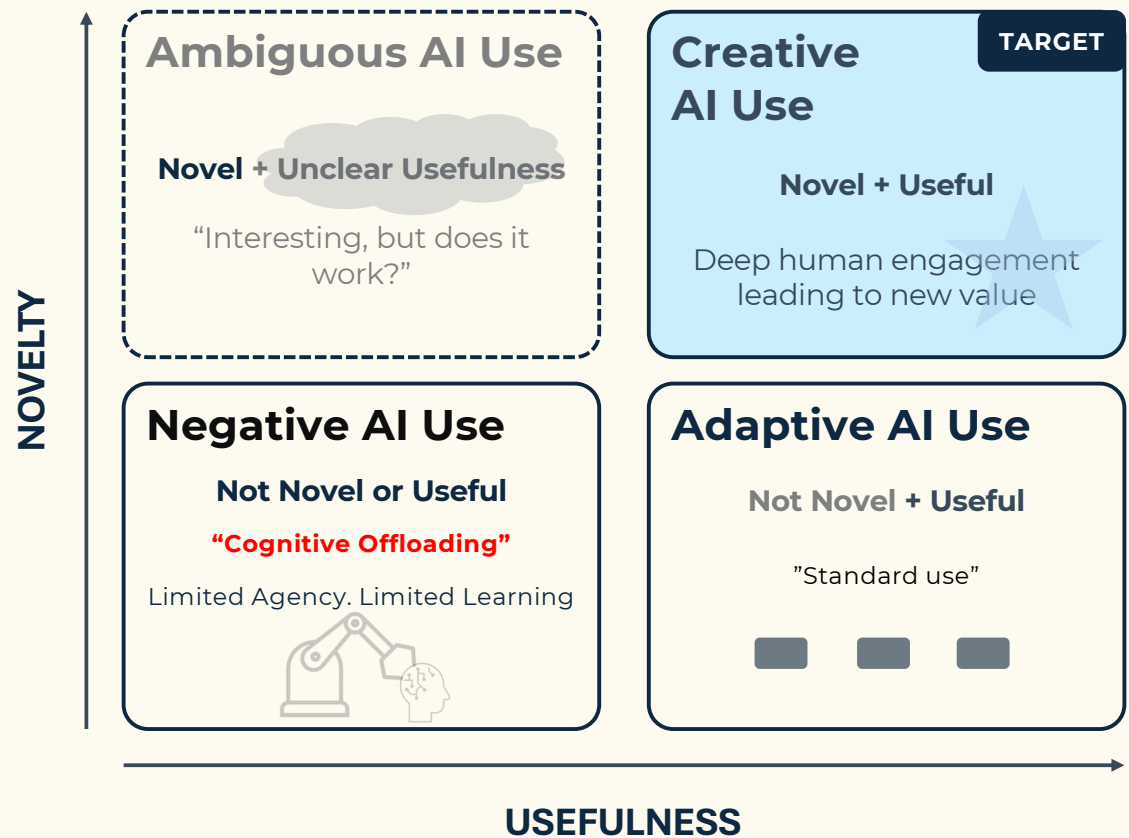 Ambiguous AI Use
Novel + Unclear Usefulness
“Interesting, but does it
work?”
Creative
AI Use
TARGET
Novel + Useful
Deep human engagement
leading to new value
NOVELTY
Negative AI Use
Not Novel or Useful
“Cognitive Offloading”
Limited Agency. Limited Learning
Adaptive AI Use
Not Novel + Useful
”Standard use”
USEFULNESS